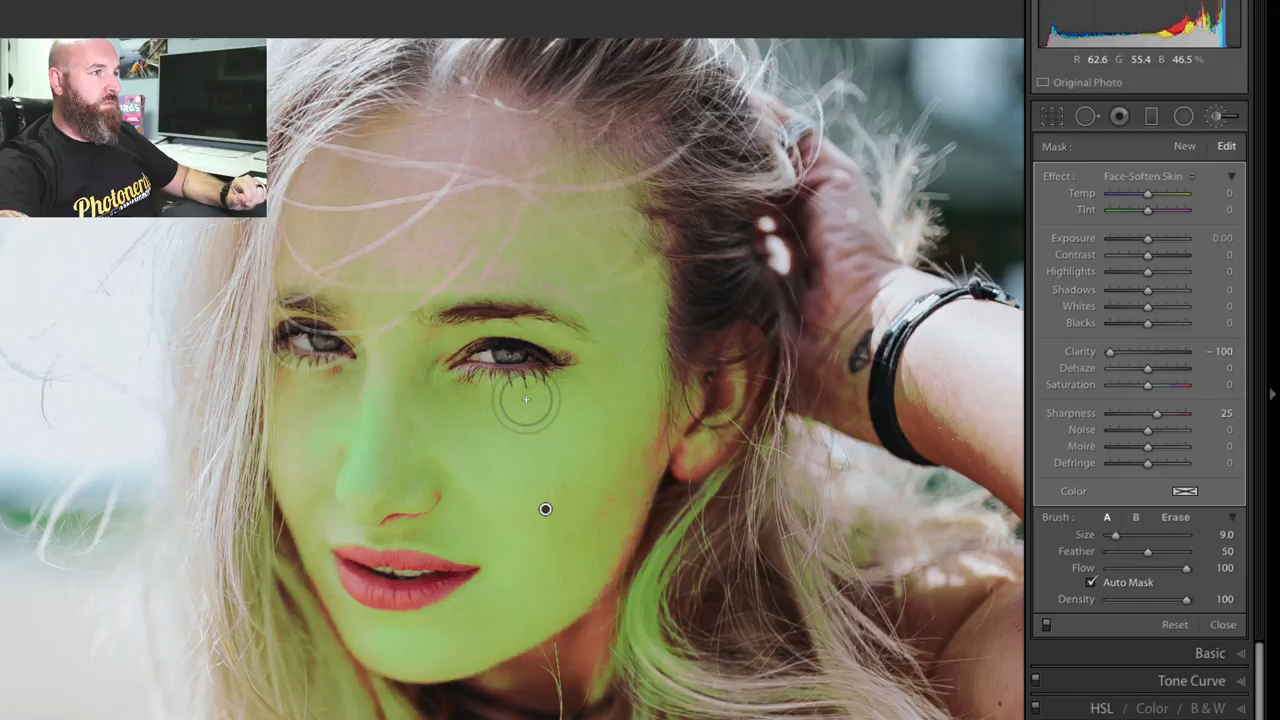 Photoner
R 62.6 G 55.4 B 46.5 %
Original Photo
Mask : New Edit
Effect : Face-Soften Skin
Temp 0
Tint 0
Exposure 0.00
Contrast 0
Highlights 0
Shadows 0
Whites 0
Blacks 0
Clarity – 100
Dehaze 0
Saturation 0
Sharpness 25
Noise 0
Moire 0
Defringe 0
Color
Brush : A B Erase
Size 9.0
Feather 50
Flow 100
Auto Mask
Density 100
Reset Close
Basic
Tone Curve
HSL / Color / B & W